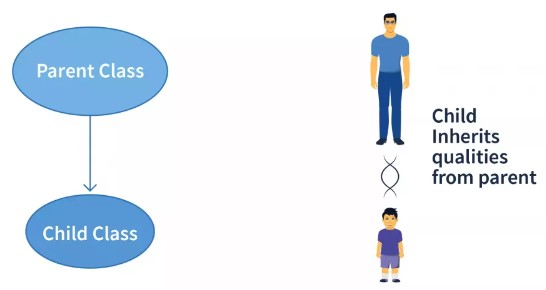 Parent Class
Child Class
Child
Inherits
qualities
from parent